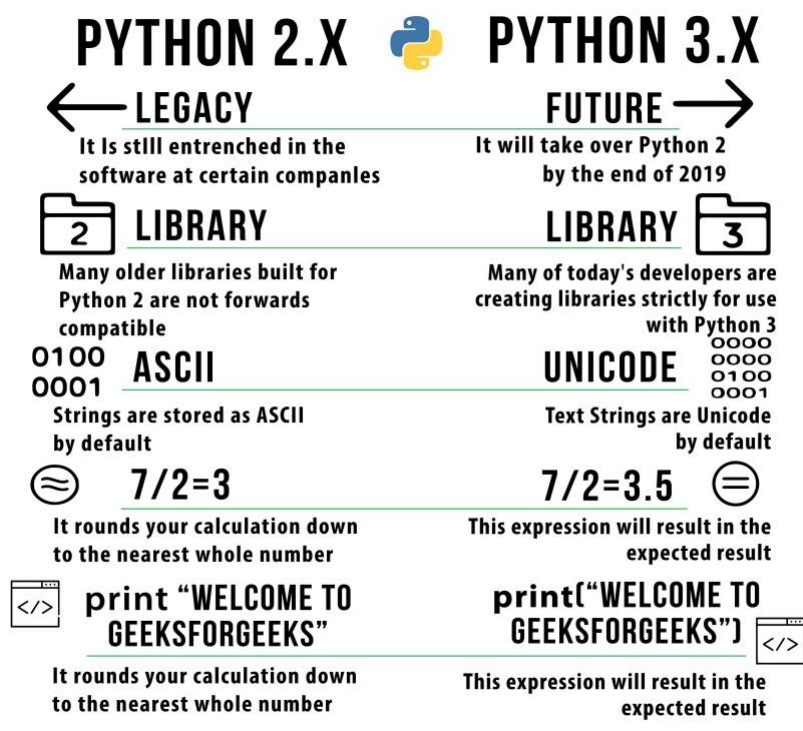 PYTHON 2.X
PYTHON 3.X
LEGACY
FUTURE
It Is stIll entrenched in the
software at certain companIes
It will take over Python 2
by the end of 2019
2
LIBRARY
LIBRARY
3
Many older libraries built for
Python 2 are not forwards
compatible
Many of today's developers are
creating libraries strictly for use
with Python 3
0100
0001
ASCII
UNICODE
0000
0000
0100
0001
Strings are stored as ASCII
by default
Text Strings are Unicode
by default
7/2=3
7/2=3.5
It rounds your calculation down
to the nearest whole number
This expression will result in the
expected result
</>
print “WELCOME TO
GEEKSFORGEEKS”
print(“WELCOME TO
GEEKSFORGEEKS”)
</>
It rounds your calculation down
to the nearest whole number
This expression will result in the
expected result